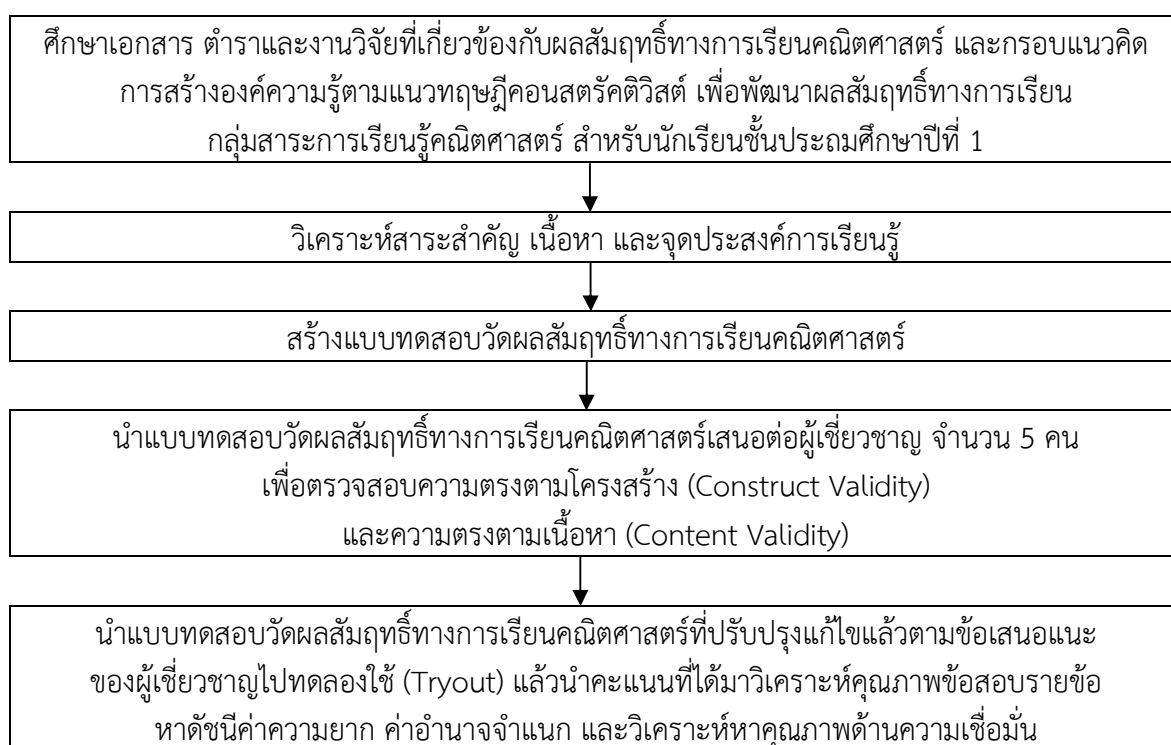 ศึกษาเอกสาร ตำราและงานวิจัยที่เกี่ยวข้องกับผลสัมฤทธิ์ทางการเรียนคณิตศาสตร์ และกรอบแนวคิด
การสร้างองค์ความรู้ตามแนวทฤษฎีคอนสตรัคติวิสต์ เพื่อพัฒนาผลสัมฤทธิ์ทางการเรียน
กลุ่มสาระการเรียนรู้คณิตศาสตร์ สำหรับนักเรียนชั้นประถมศึกษาปีที่ 1
วิเคราะห์สาระสำคัญ เนื้อหา และจุดประสงค์การเรียนรู้
สร้างแบบทดสอบวัดผลสัมฤทธิ์ทางการเรียนคณิตศาสตร์
นำแบบทดสอบวัดผลสัมฤทธิ์ทางการเรียนคณิตศาสตร์เสนอต่อผู้เชี่ยวชาญ จำนวน 5 คน
เพื่อตรวจสอบความตรงตามโครงสร้าง (Construct Validity)
และความตรงตามเนื้อหา (Content Validity)
นำแบบทดสอบวัดผลสัมฤทธิ์ทางการเรียนคณิตศาสตร์ที่ปรับปรุงแก้ไขแล้วตามข้อเสนอแนะ
ของผู้เชี่ยวชาญไปทดลองใช้ (Tryout) แล้วนำคะแนนที่ได้มาวิเคราะห์คุณภาพข้อสอบรายข้อ
หาดัชนีค่าความยาก ค่าอำนาจจำแนก และวิเคราะห์หาคุณภาพด้านความเชื่อมั่น